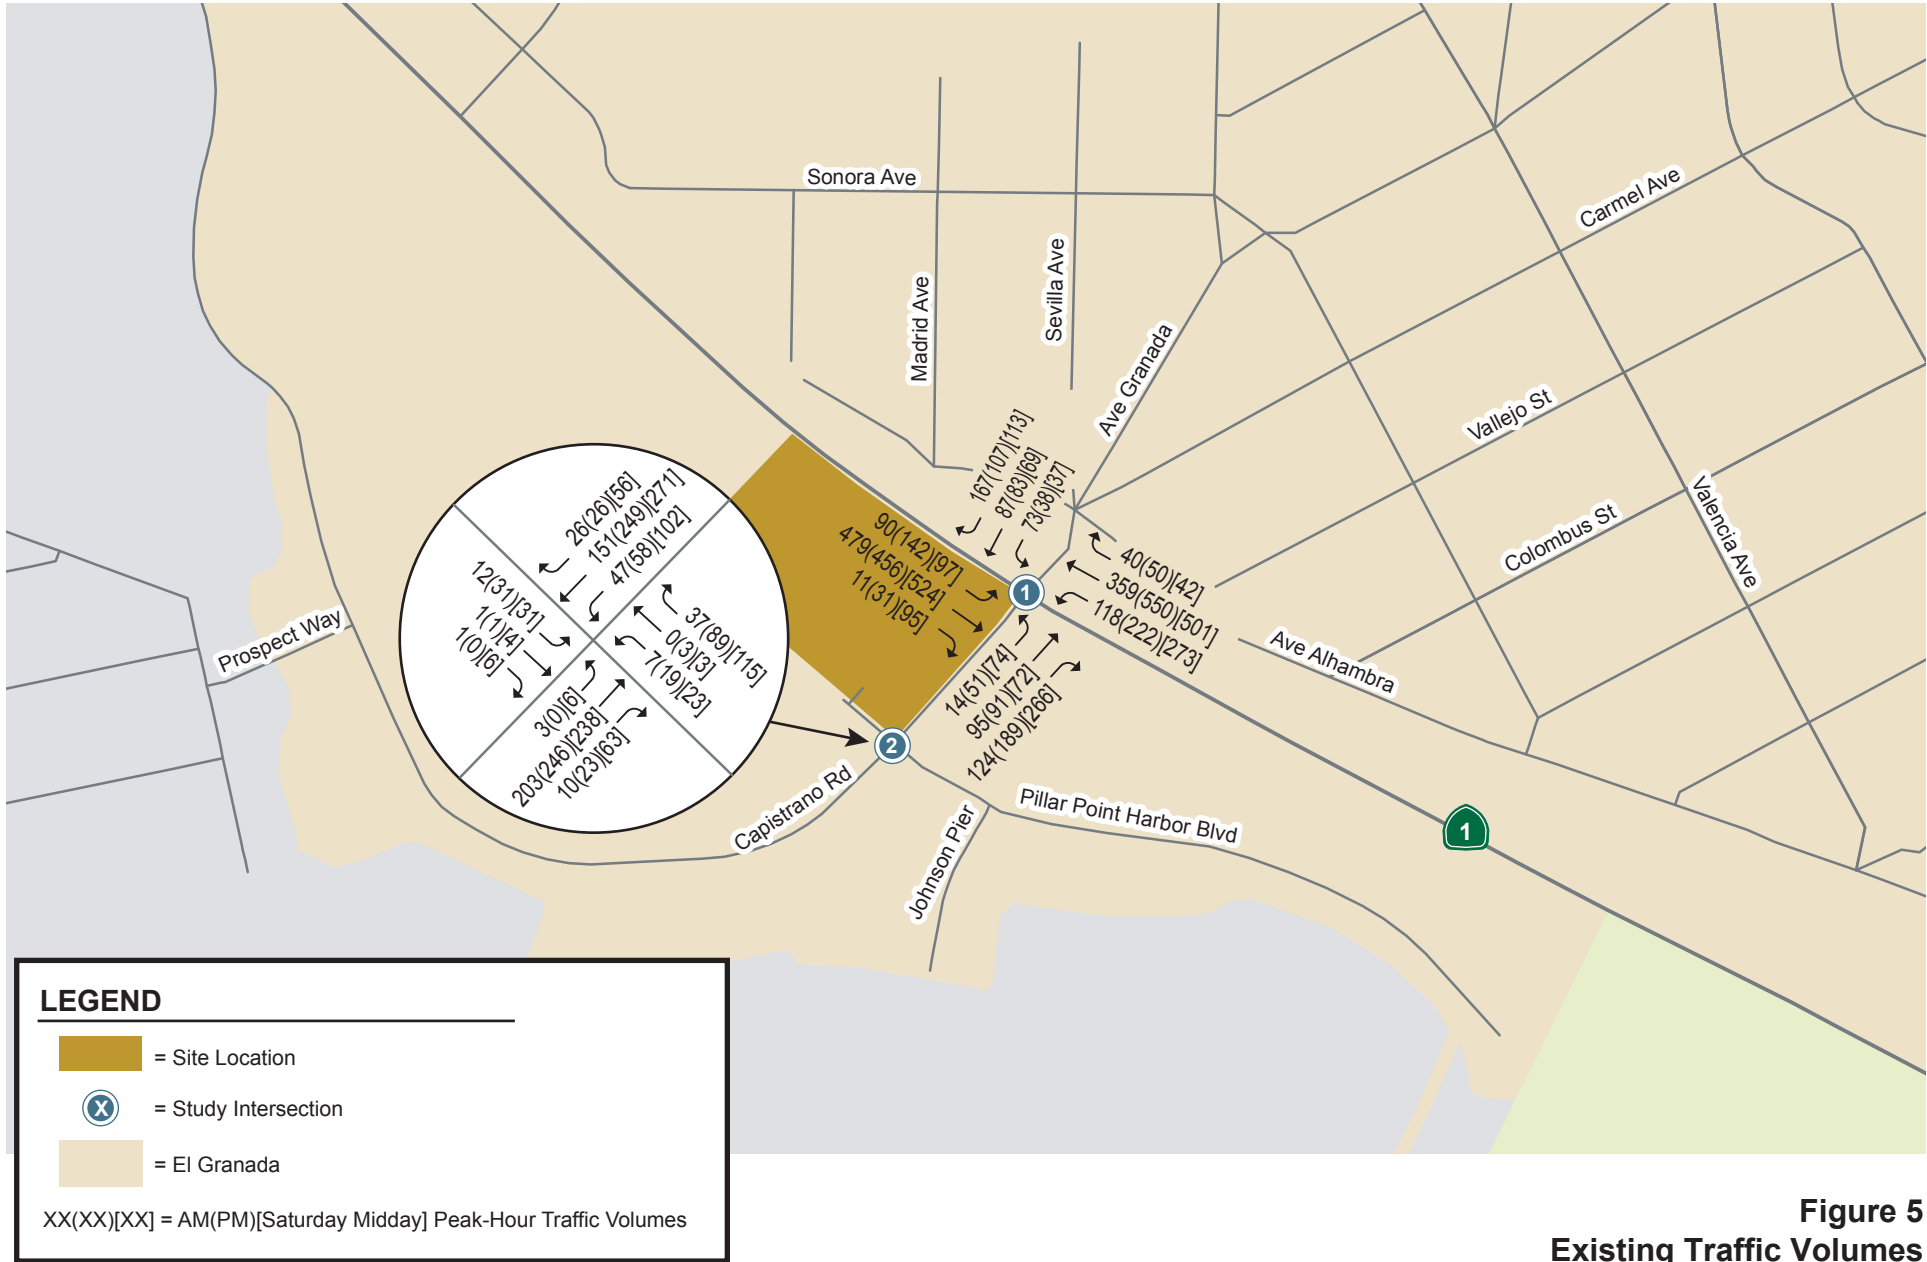 Sonora Ave
Madrid Ave
Sevilla Ave
Ave Granada
Carmel Ave
Vallejo St
Colombus St
Valencia Ave
Ave Alhambra
Prospect Way
Capistrano Rd
Johnson Pier
Pillar Point Harbor Blvd
167(107)[113]
87(83)[69]
73(38)[37]
90(142)[97]
479(456)[524]
11(31)[95]
40(50)[42]
359(550)[501]
118(222)[273]
14(51)[74]
95(91)[72]
124(189)[266]
26(26)[56]
151(249)[271]
47(58)[102]
12(31)[31]
1(1)[4]
1(0)[6]
37(89)[115]
0(3)[3]
7(19)[23]
3(0)[6]
203(246)[238]
10(23)[63]
1
2
1
LEGEND
= Site Location
X = Study Intersection
= El Granada
XX(XX)[XX] = AM(PM)[Saturday Midday] Peak-Hour Traffic Volumes
Figure 5
Existing Traffic Volumes